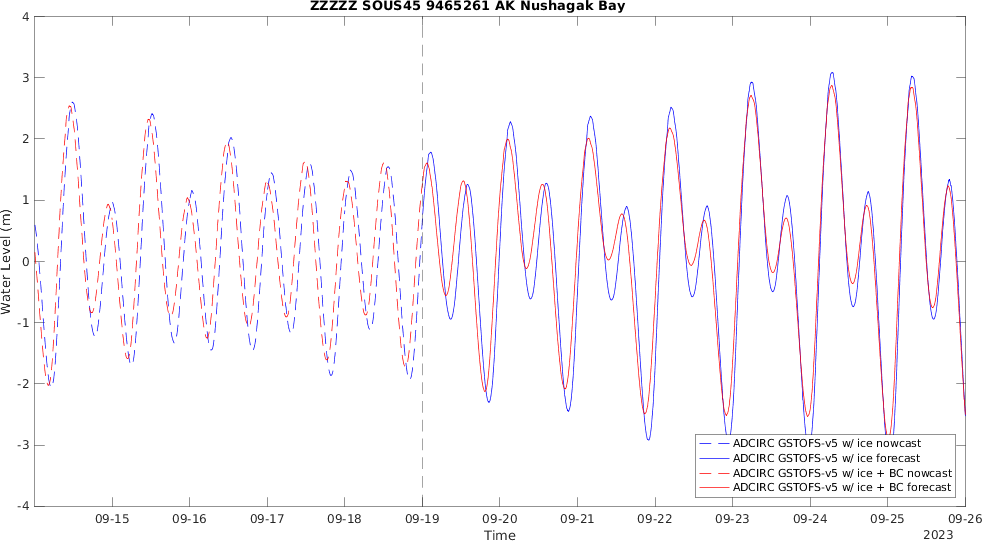 ZZZZZ SOUS45 9465261 AK Nushagak Bay
4
3
2
1
0
-1
-2
-3
-4
Water Level (m)
09-15 09-16 09-17 09-18 09-19 09-20 09-21 09-22 09-23 09-24 09-25 09-26
Time
2023
ADCIRC GSTOFS-v5 w/ ice nowcast
ADCIRC GSTOFS-v5 w/ ice forecast
ADCIRC GSTOFS-v5 w/ ice + BC nowcast
ADCIRC GSTOFS-v5 w/ ice + BC forecast